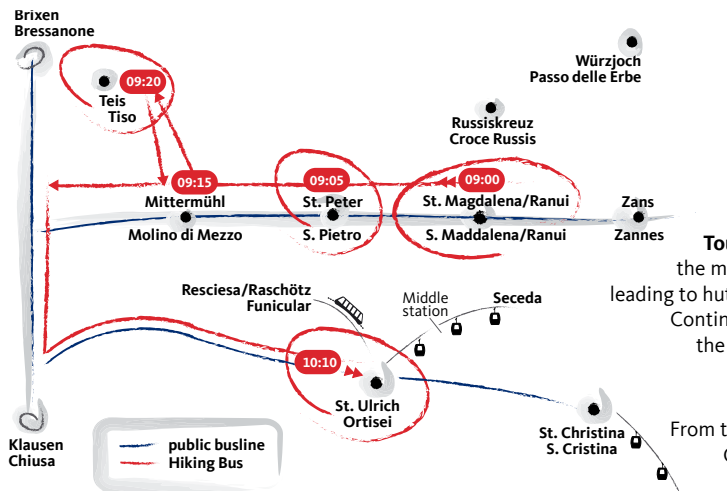 Brixen
Bressanone
Würzjoch
Passo delle Erbe
09:20
Teis
Tiso
Russiskreuz
Croce Russis
09:15
09:05
09:00
Mittermühl
St. Peter
St. Magdalena/Ranui
Zans
Molino di Mezzo
S. Pietro
S. Maddalena/Ranui
Zannes
the m
leading to hut
Contin
the
Resciesa/Raschötz
Funicular
Middle
station
Seceda
10:10
St. Ulrich
Ortisei
St. Christina
S. Cristina
From t
Klausen
Chiusa
public busline
Hiking Bus